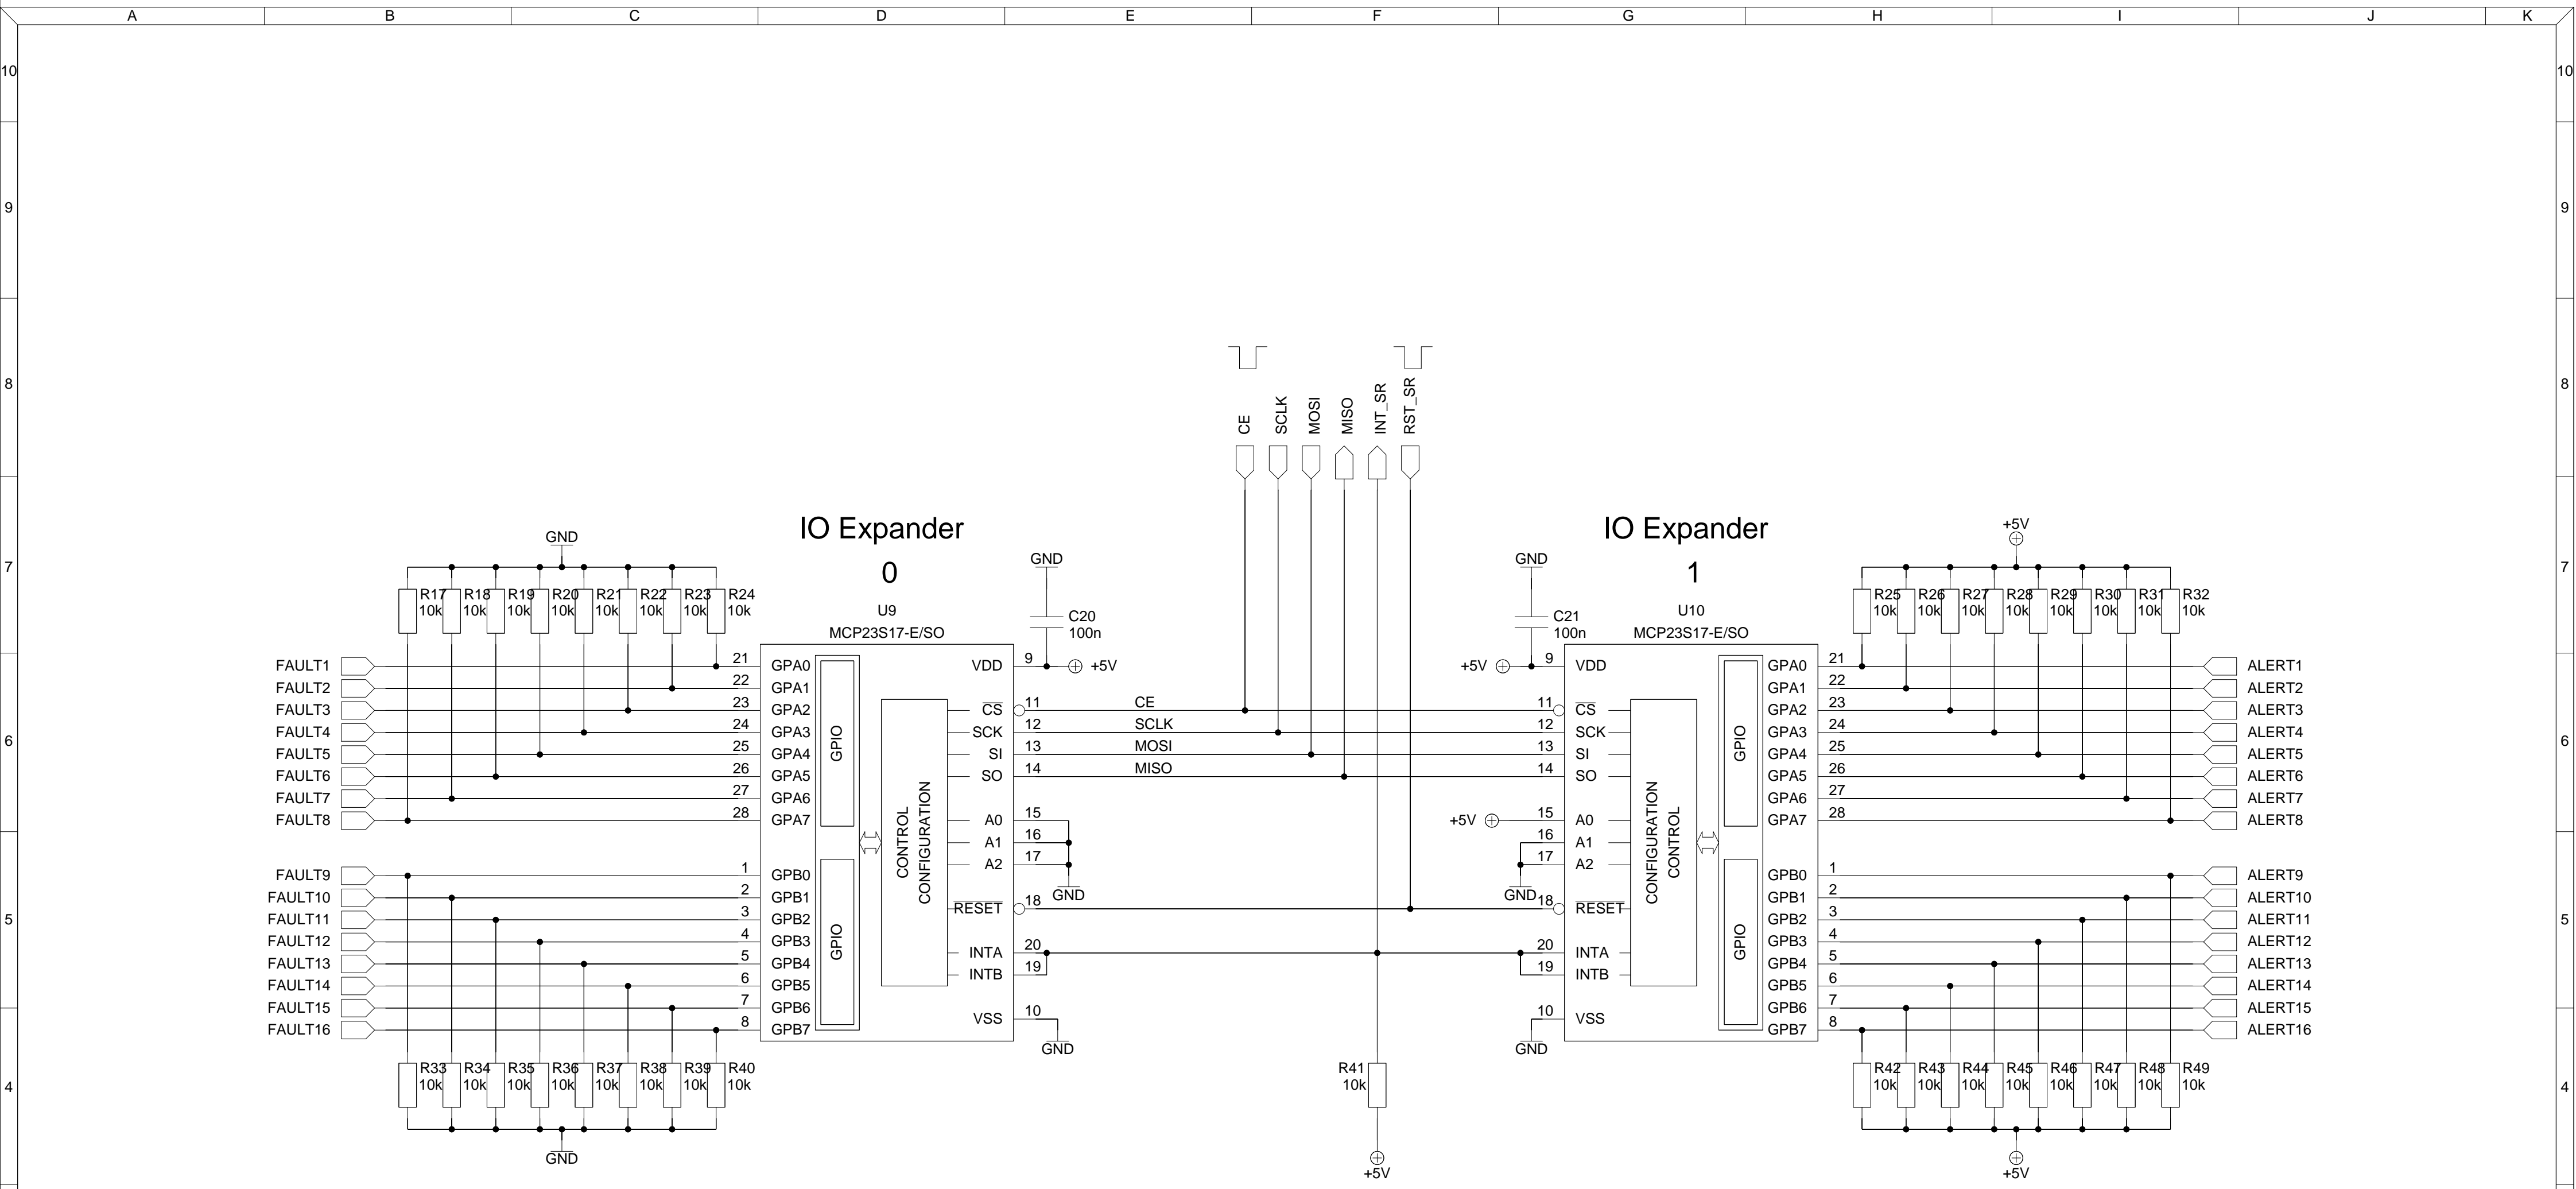 A B C D E F G H I J K
10 10
9 9
8 8
CE SCLK MOSI MISO INT_SR RST_SR
IO Expander IO Expander
GND +5V
7 GND GND 7
0 1
R17 R18 R19 R20 R21 R22 R23 R24 U9 U10 R25 R26 R27 R28 R29 R30 R31 R32
10k 10k 10k 10k 10k 10k 10k 10k C20 C21 10k 10k 10k 10k 10k 10k 10k 10k
MCP23S17-E/SO 100n 100n MCP23S17-E/SO
FAULT1 21 GPA0 VDD 9 +5V +5V 9 VDD GPA0 21 ALERT1
FAULT2 22 GPA1 GPA1 22 ALERT2
FAULT3 23 GPA2 CS 11 CE 11 CS GPA2 23 ALERT3
6 FAULT4 24 GPA3 SCK 12 SCLK 12 SCK GPA3 24 ALERT4 6
FAULT5 25 GPA4 SI 13 MOSI 13 SI GPA4 25 ALERT5
FAULT6 26 GPA5 SO 14 MISO 14 SO GPA5 26 ALERT6
FAULT7 27 GPA6 GPA6 27 ALERT7
FAULT8 28 GPA7 A0 15 +5V 15 A0 GPA7 28 ALERT8
A1 16 16 A1
A2 17 17 A2
GPIO GPIO
CONTROL
CONFIGURATION
CONFIGURATION
CONTROL
GPIO GPIO
FAULT9 1 GPB0 GPB0 1 ALERT9
GND GND
FAULT10 2 GPB1 RESET 18 18 RESET GPB1 2 ALERT10
5 FAULT11 3 GPB2 GPB2 3 ALERT11 5
FAULT12 4 GPB3 INTA 20 20 INTA GPB3 4 ALERT12
FAULT13 5 GPB4 INTB 19 19 INTB GPB4 5 ALERT13
FAULT14 6 GPB5 GPB5 6 ALERT14
FAULT15 7 GPB6 VSS 10 10 VSS GPB6 7 ALERT15
FAULT16 8 GPB7 GPB7 8 ALERT16
GND GND
R33 R34 R35 R36 R37 R38 R39 R40 R41 R42 R43 R44 R45 R46 R47 R48 R49
4 10k 10k 10k 10k 10k 10k 10k 10k 10k 10k 10k 10k 10k 10k 10k 10k 10k 4
GND +5V +5V